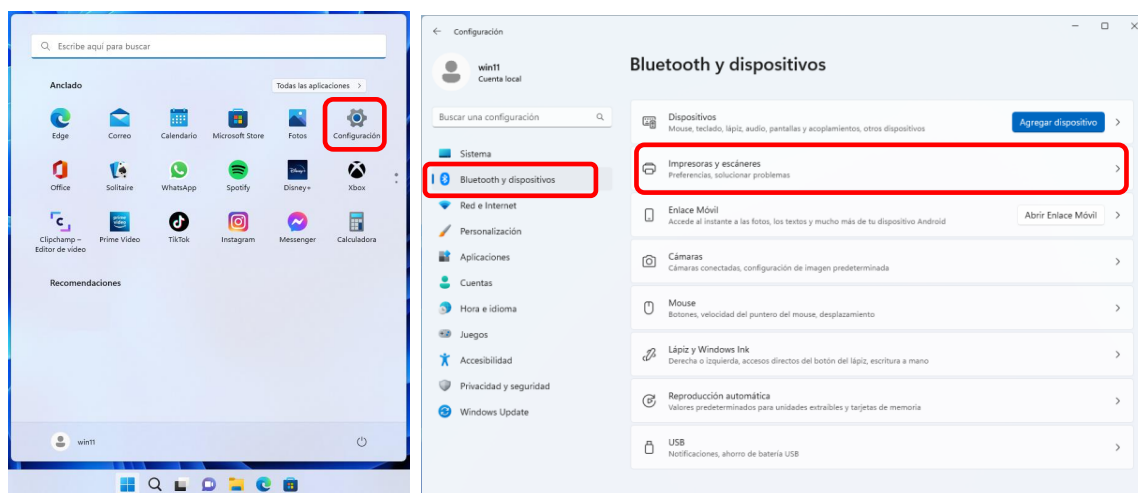 Escribe aquí para buscar
Anclado
Todas las aplicaciones >
Edge
Correo
Calendario
Microsoft Store
Fotos
Configuración
Office
Solitaire
WhatsApp
Spotify
Disney+
Xbox
Clipchamp –
Editor de vídeo
Prime Video
TikTok
Instagram
Messenger
Calculadora
Recomendaciones
win11
Configuración
win11
Cuenta local
Buscar una configuración
Sistema
Bluetooth y dispositivos
Red e Internet
Personalización
Aplicaciones
Cuentas
Hora e idioma
Juegos
Accesibilidad
Privacidad y seguridad
Windows Update
Bluetooth y dispositivos
Dispositivos
Mouse, teclado, lápiz, audio, pantallas y acoplamientos, otros dispositivos
Agregar dispositivo
Impresoras y escáneres
Preferencias, solucionar problemas
Enlace Móvil
Accede al instante a las fotos, los textos y mucho más de tu dispositivo Android
Abrir Enlace Móvil
Cámaras
Cámaras conectadas, configuración de imagen predeterminada
Mouse
Botones, velocidad del puntero del mouse, desplazamiento
Lápiz y Windows Ink
Derecha o izquierda, accesos directos del botón del lápiz, escritura a mano
Reproducción automática
Valores predeterminados para unidades extraíbles y tarjetas de memoria
USB
Notificaciones, ahorro de batería USB